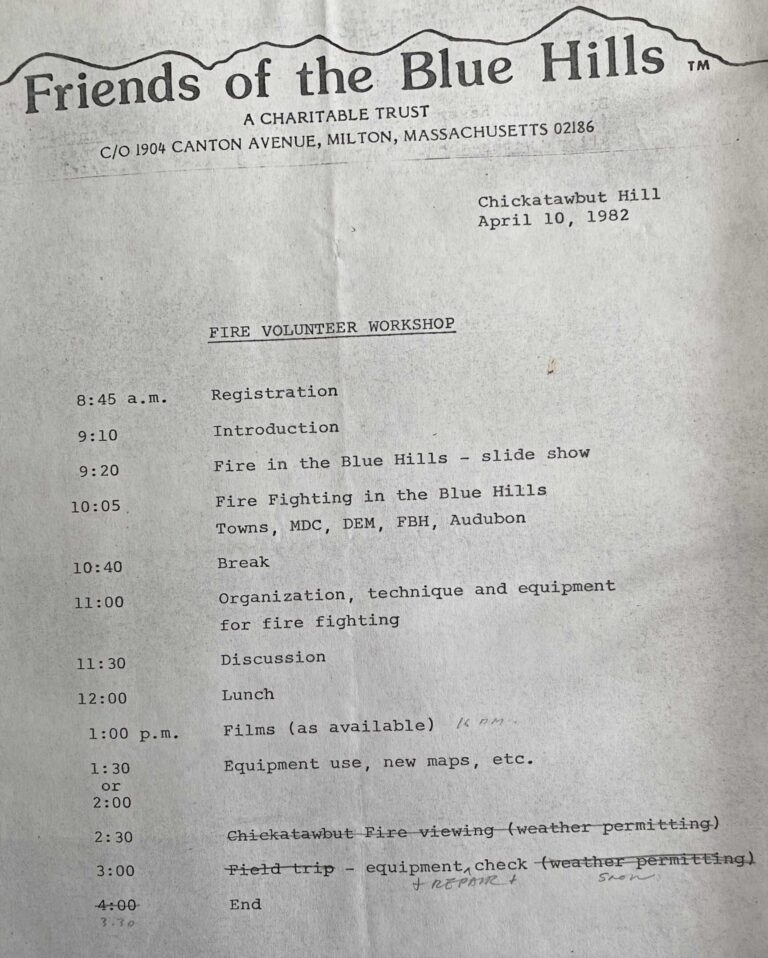 Friends of the Blue Hills ™
A CHARITABLE TRUST
C/O 1904 CANTON AVENUE, MILTON, MASSACHUSETTS 02186
Chickatawbut Hill
April 10, 1982
FIRE VOLUNTEER WORKSHOP
8:45 a.m. Registration
9:10 Introduction
9:20 Fire in the Blue Hills - slide show
10:05 Fire Fighting in the Blue Hills
Towns, MDC, DEM, FBH, Audubon
10:40 Break
11:00 Organization, technique and equipment
for fire fighting
11:30 Discussion
12:00 Lunch
1:00 p.m. Films (as available) 16 mm.
1:30 Equipment use, new maps, etc.
or
2:00
2:30 Chickatawbut Fire viewing (weather permitting)
3:00 Field trip - equipment ^ check (weather permitting)
+ REPAIR + Snow
4:00 End
3.30